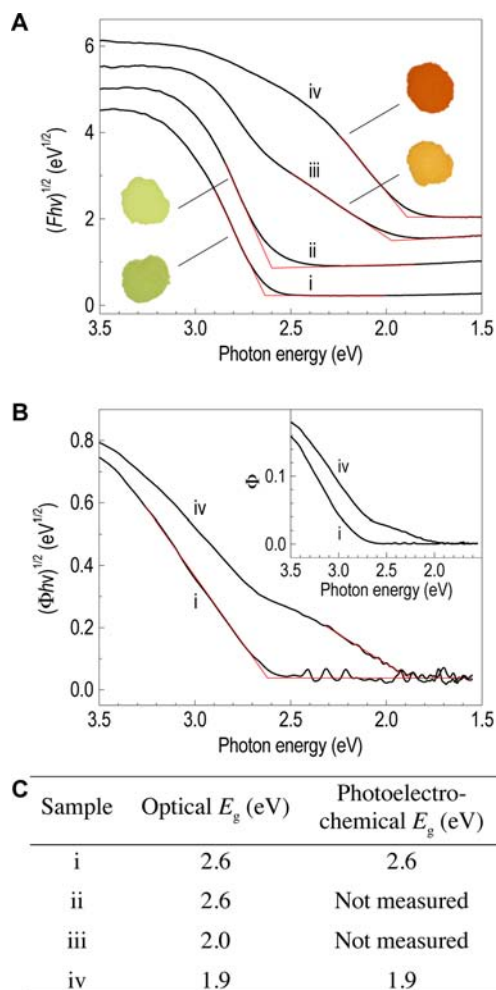 A
(Fhν)1/2 (eV1/2)
6
4
2
0
iv
iii
ii
i
3.5 3.0 2.5 2.0 1.5
Photon energy (eV)
B
(Φhν)1/2 (eV1/2)
0.8
0.6
0.4
0.2
0.0
iv
i
Φ
0.1
0.0
iv
i
3.5 3.0 2.5 2.0
Photon energy (eV)
3.5 3.0 2.5 2.0 1.5
Photon energy (eV)
C
Sample Optical Eg (eV) Photoelectro-
chemical Eg (eV)
i 2.6 2.6
ii 2.6 Not measured
iii 2.0 Not measured
iv 1.9 1.9